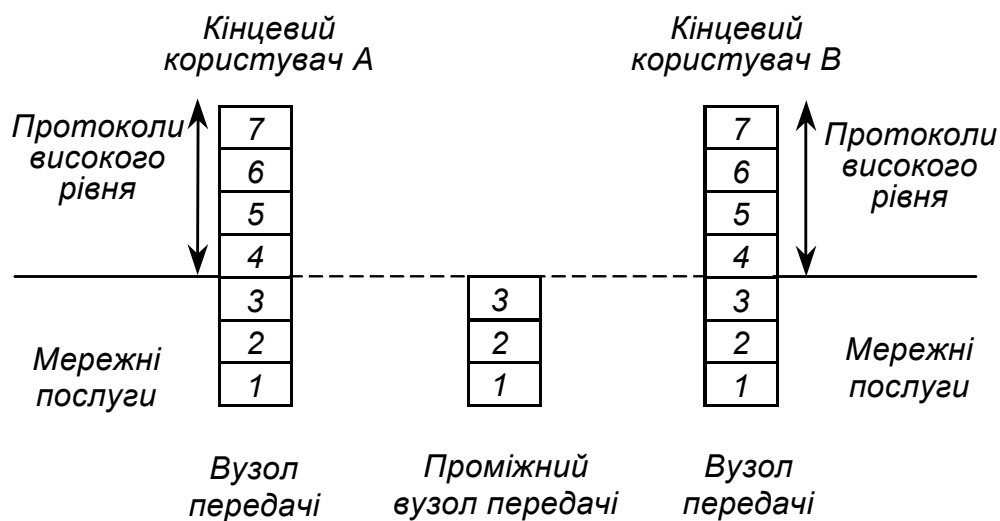 Кінцевий
користувач А
Кінцевий
користувач В
Протоколи
високого
рівня
7
6
5
4
3
2
1
3
2
1
7
6
5
4
3
2
1
Протоколи
високого
рівня
Мережні
послуги
Мережні
послуги
Вузол
передачі
Проміжний
вузол передачі
Вузол
передачі